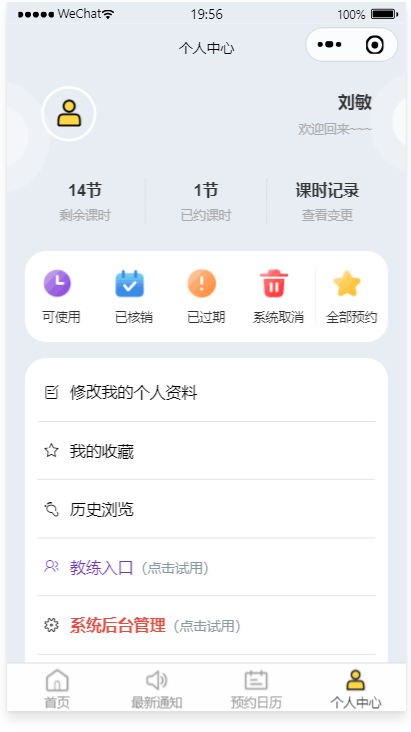 WeChat 19:56 100%
个人中心
刘敏
欢迎回来~~~
14节 1节 课时记录
剩余课时 已约课时 查看变更
可使用 已核销 已过期 系统取消 全部预约
修改我的个人资料
我的收藏
历史浏览
教练入口（点击试用）
系统后台管理（点击试用）
首页 最新通知 预约日历 个人中心